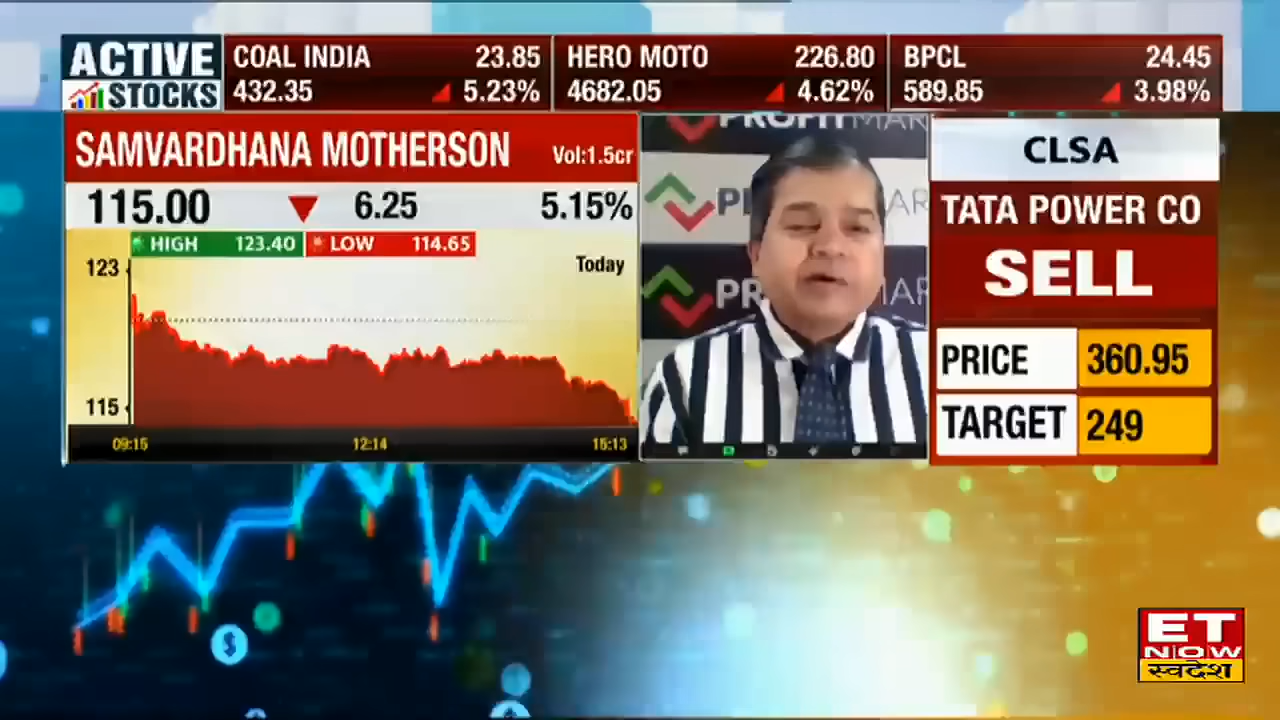 ACTIVE
STOCKS
COAL INDIA 23.85
432.35 5.23%
HERO MOTO 226.80
4682.05 4.62%
BPCL 24.45
589.85 3.98%
SAMVARDHANA MOTHERSON Vol:1.5cr
115.00 6.25 5.15%
HIGH 123.40 LOW 114.65
Today
123
115
09:15 12:14 15:13
PROFITMAR
CLSA
TATA POWER CO
SELL
PRICE 360.95
TARGET 249
ET
NOW
स्वदेश